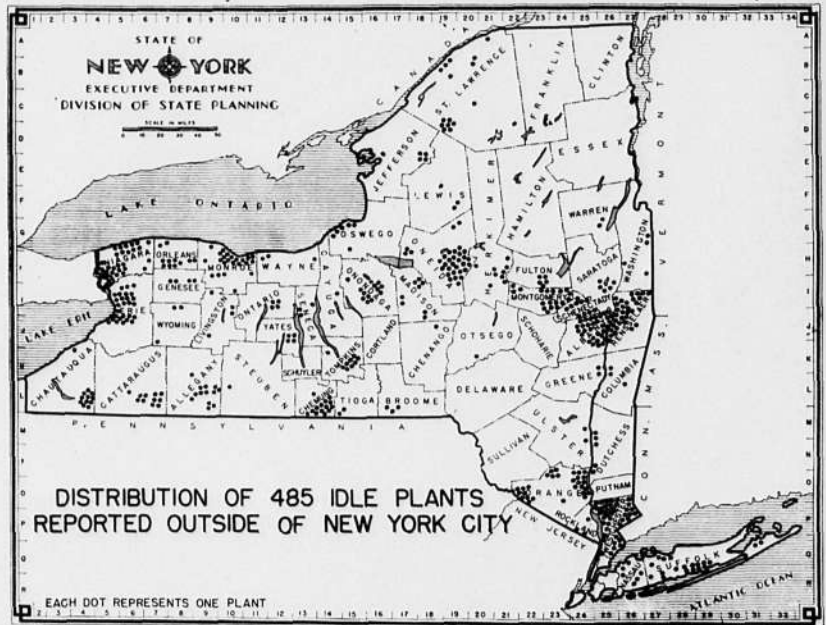 STATE OF
NEW YORK
EXECUTIVE DEPARTMENT
DIVISION OF STATE PLANNING
SCALE IN MILES
CANADA
ST. LAWRENCE
FRANKLIN
CLINTON
JEFFERSON
ESSEX
LEWIS
HERKIMER
HAMILTON
WARREN
WASHINGTON
VERMONT
LAKE ONTARIO
OSWEGO
ONEIDA
FULTON
SARATOGA
NIAGARA
ORLEANS
MONROE
WAYNE
CAYUGA
ONONDAGA
MADISON
MONTGOMERY
GENESEE
ERIE
LIVINGSTON
ONTARIO
SENECA
OTSEGO
SCHOHARIE
LAKE ERIE
WYOMING
YATES
CORTLAND
CHENANGO
MASS.
CHAUTAUQUA
CATTARAUGUS
ALLEGANY
STEUBEN
SCHUYLER
TOMPKINS
DELAWARE
GREENE
COLUMBIA
CHEMUNG
TIOGA
BROOME
PENNSYLVANIA
ULSTER
DUTCHESS
CONN.
SULLIVAN
ORANGE
PUTNAM
ROCKLAND
NEW JERSEY
DISTRIBUTION OF 485 IDLE PLANTS
REPORTED OUTSIDE OF NEW YORK CITY
NASSAU
SUFFOLK
ATLANTIC OCEAN
EACH DOT REPRESENTS ONE PLANT